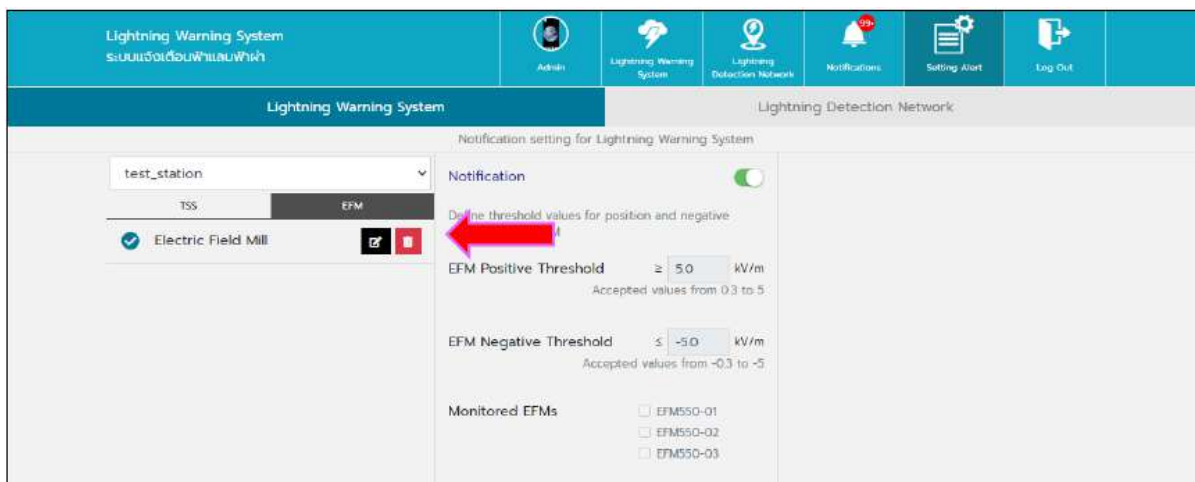 Lightning Warning System
ระบบแจ้งเตือนฟ้าแลบฟ้าผ่า
Admin
Lightning Warning
System
Lightning
Detection Network
99+
Notifications
Setting Alert
Log Out
Lightning Warning System
Lightning Detection Network
Notification setting for Lightning Warning System
test_station
TSS
EFM
Electric Field Mill
Notification
threshold values for position and negative
EFM Positive Threshold ≥ 5.0 kV/m
Accepted values from 0.3 to 5
EFM Negative Threshold ≤ -5.0 kV/m
Accepted values from -0.3 to -5
Monitored EFMs
EFM550-01
EFM550-02
EFM550-03